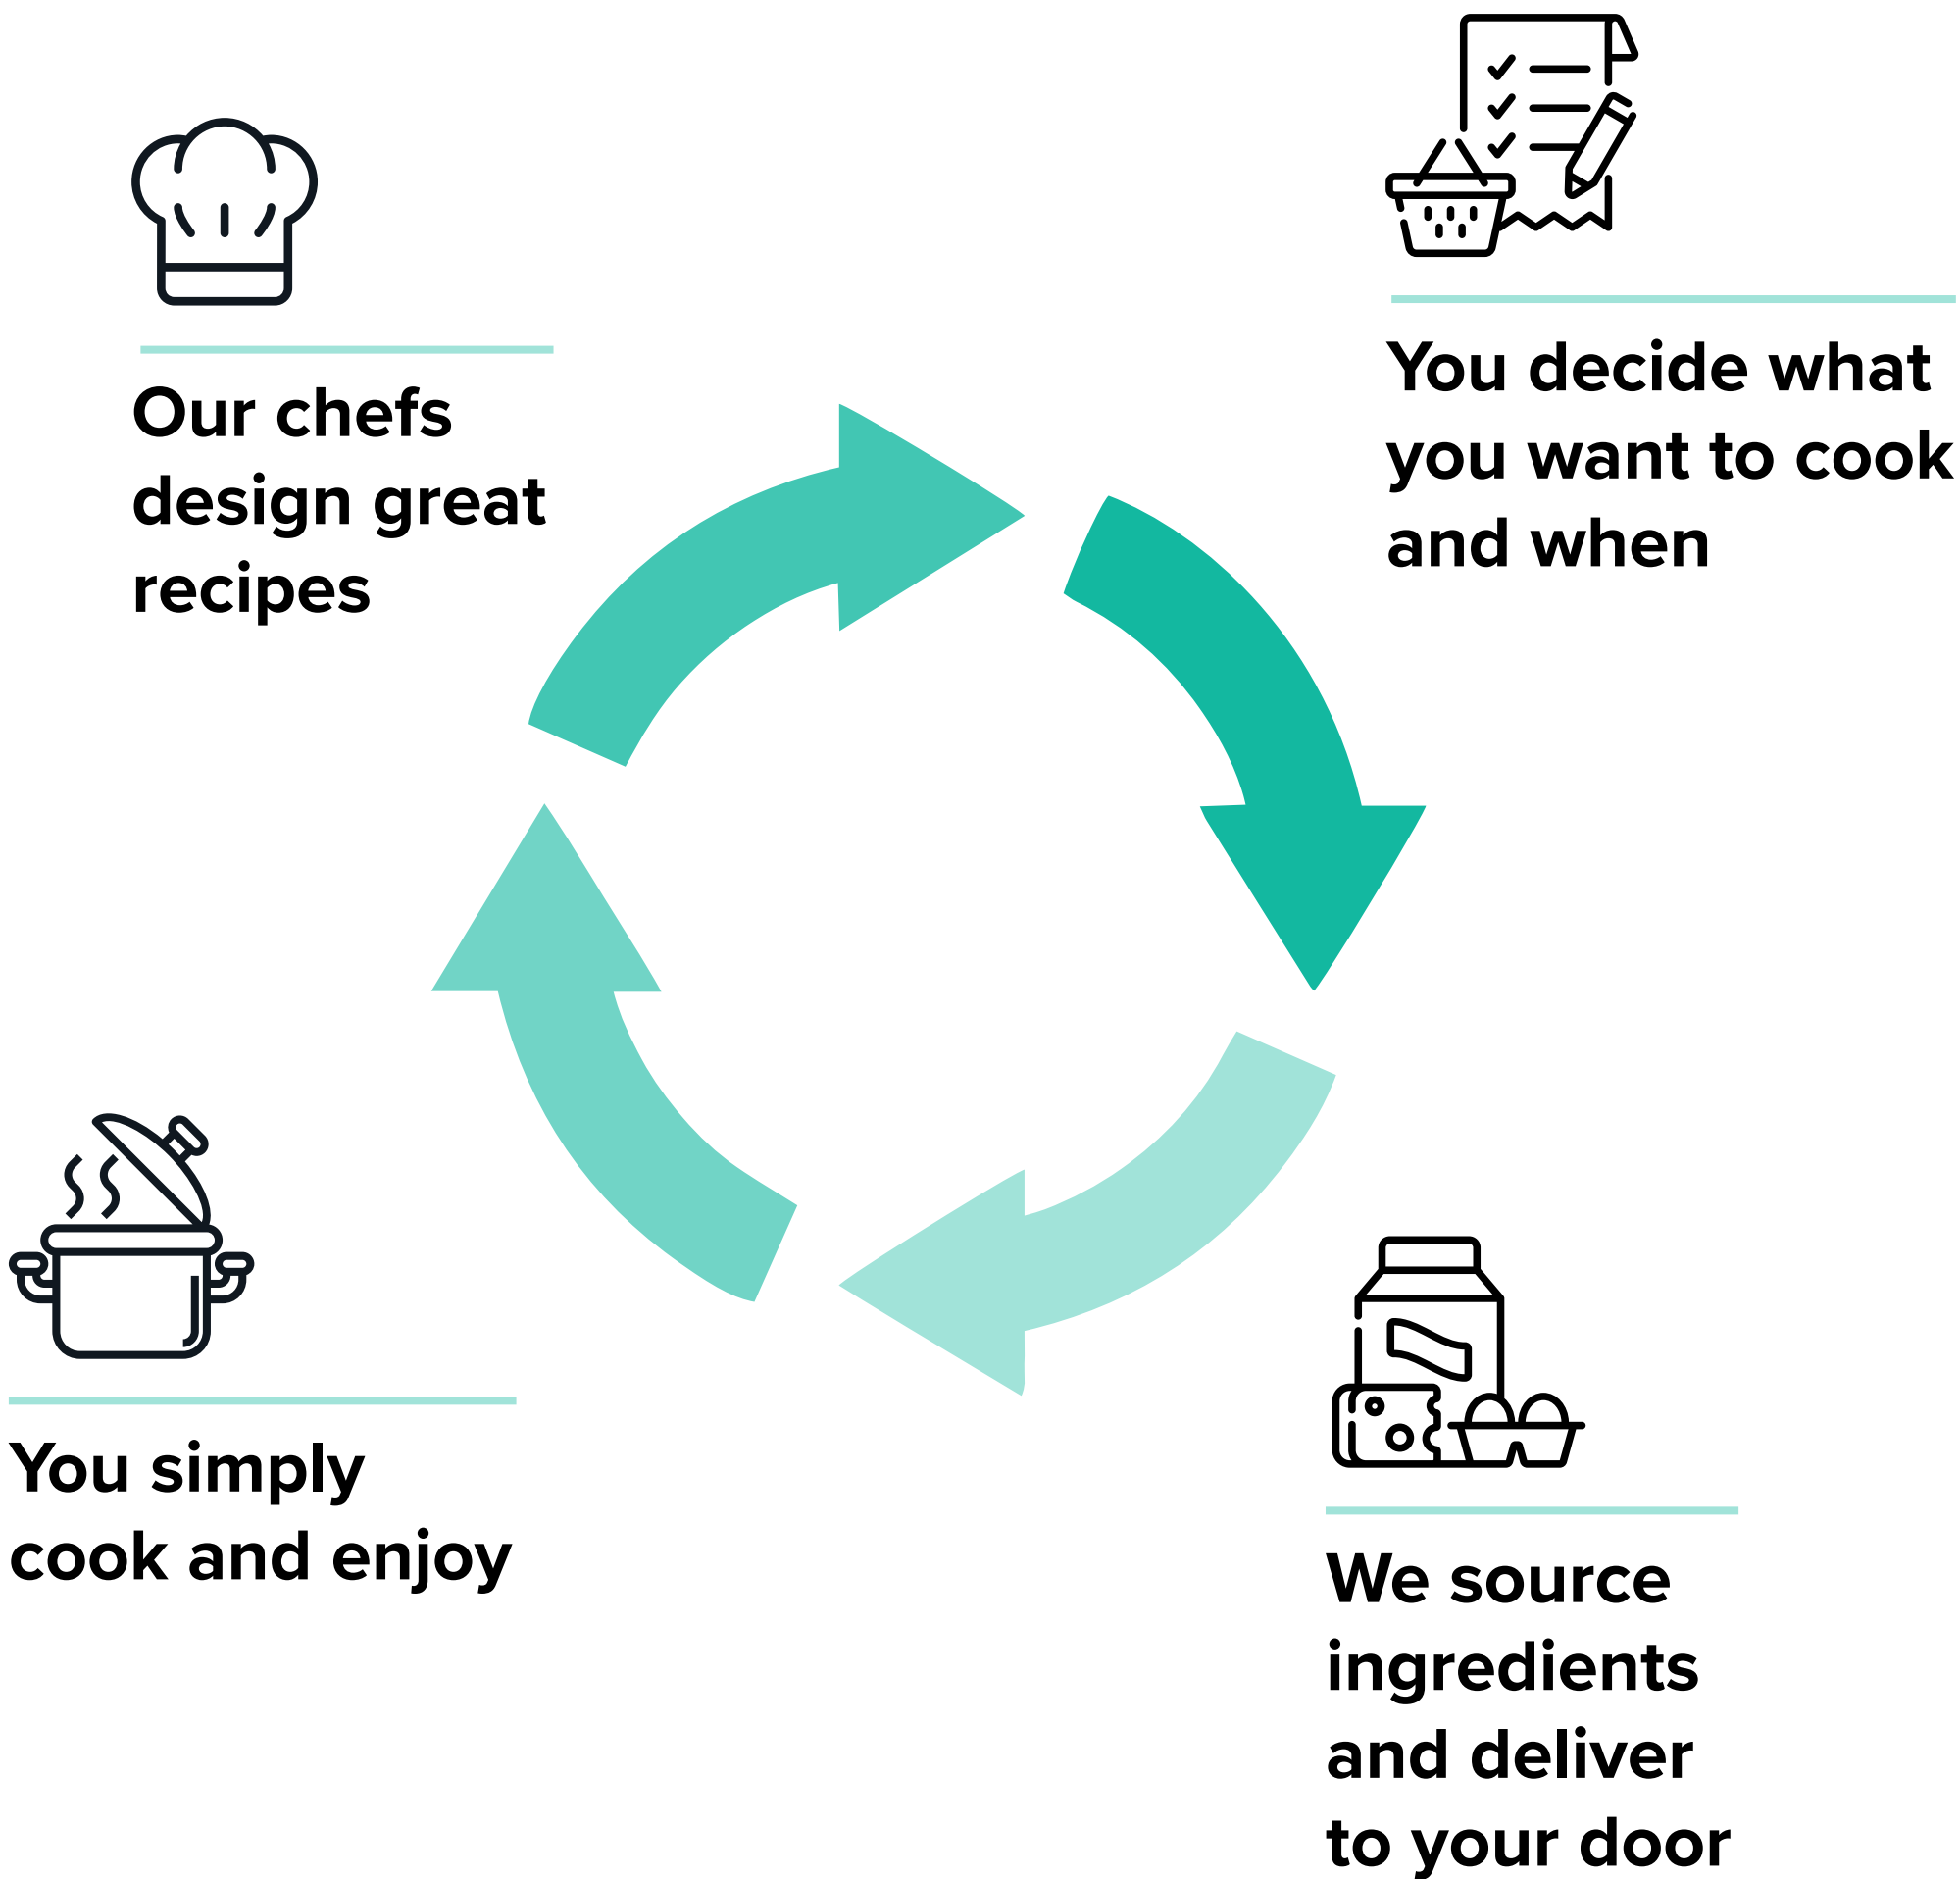 Our chefs
design great
recipes
You decide what
you want to cook
and when
We source
ingredients
and deliver
to your door
You simply
cook and enjoy